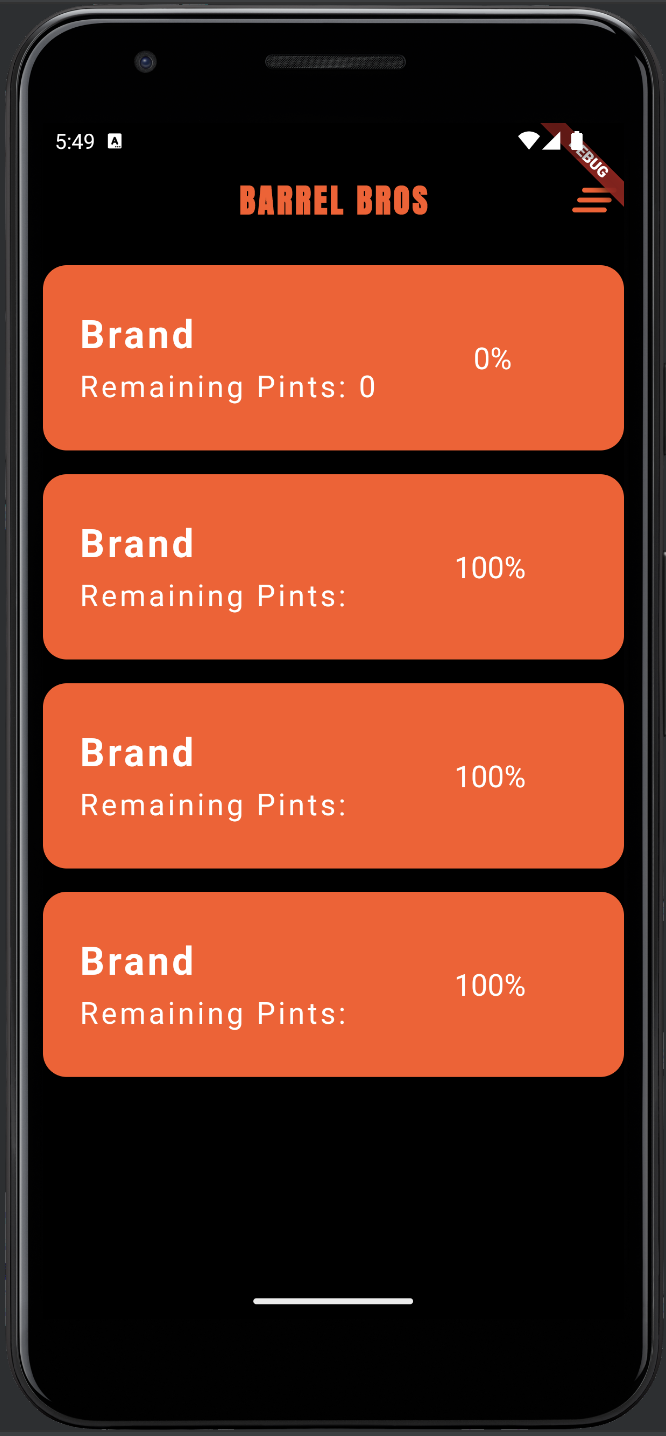 5:49
DEBUG
BARREL BROS
Brand
Remaining Pints: 0
0%
Brand
Remaining Pints:
100%
Brand
Remaining Pints:
100%
Brand
Remaining Pints:
100%